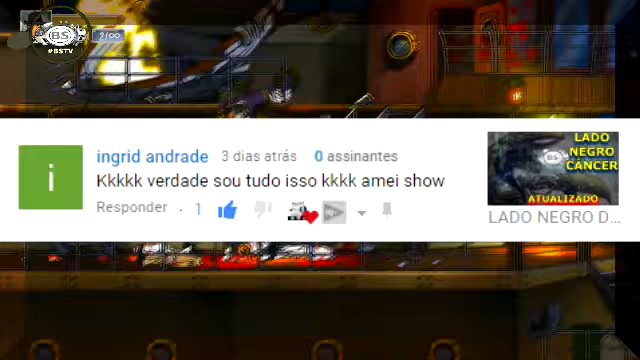 BS
2/00
#BSTV
ingrid andrade 3 dias atrás 0 assinantes
Kkkkk verdade sou tudo isso kkkk amei show
Responder · 1
i
LADO
NEGRO
BS
CÂNCER
ATUALIZADO
LADO NEGRO D...